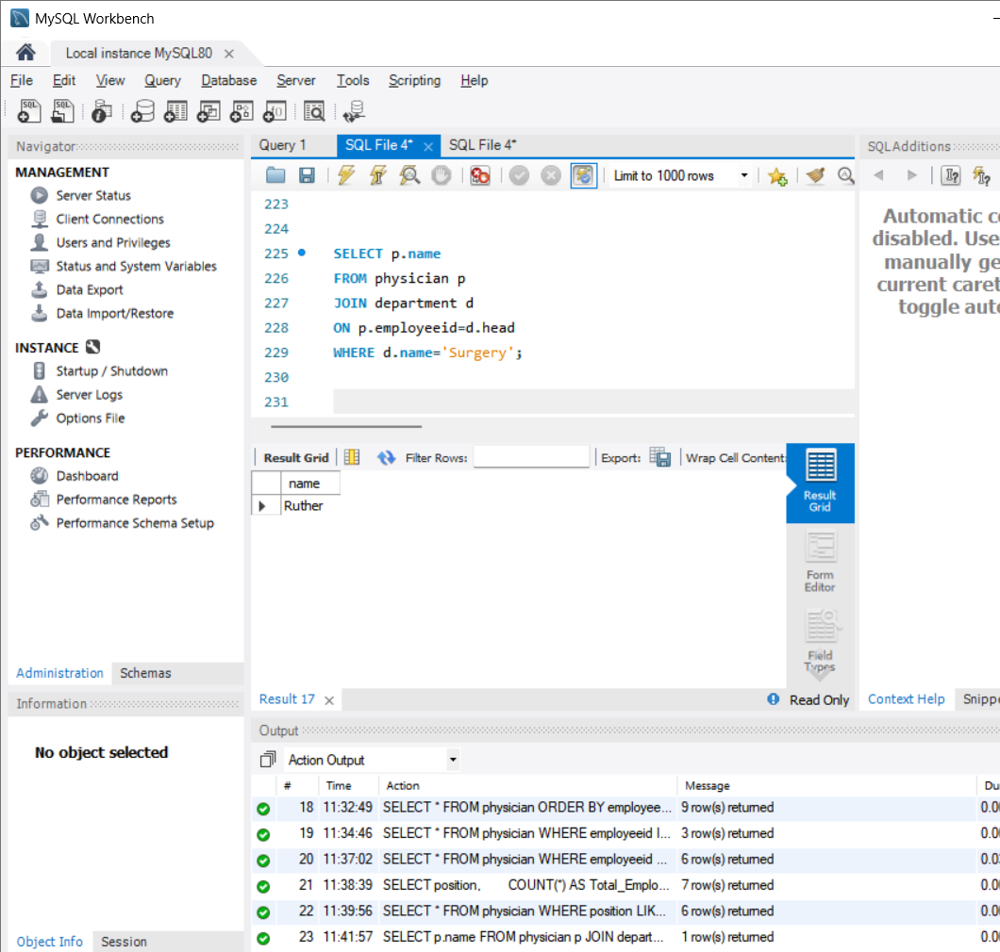 MySQL Workbench
Local instance MySQL80
File Edit View Query Database Server Tools Scripting Help
Navigator
MANAGEMENT
Server Status
Client Connections
Users and Privileges
Status and System Variables
Data Export
Data Import/Restore
INSTANCE
Startup / Shutdown
Server Logs
Options File
PERFORMANCE
Dashboard
Performance Reports
Performance Schema Setup
Administration Schemas
Information
No object selected
Object Info Session
Query 1 SQL File 4* SQL File 4*
Limit to 1000 rows
223
224
225 SELECT p.name
226 FROM physician p
227 JOIN department d
228 ON p.employeeid=d.head
229 WHERE d.name='Surgery';
230
231
Result Grid Filter Rows: Export: Wrap Cell Content:
name
Ruther
Result Grid
Form Editor
Field Types
Result 17 Read Only
SQLAdditions
Automatic co
disabled. Use
manually ge
current caret
toggle auto
Context Help Snippe
Output
Action Output
# Time Action Message Du
18 11:32:49 SELECT * FROM physician ORDER BY employee... 9 row(s) returned 0.00
19 11:34:46 SELECT * FROM physician WHERE employeeid I... 3 row(s) returned 0.00
20 11:37:02 SELECT * FROM physician WHERE employeeid ... 6 row(s) returned 0.03
21 11:38:39 SELECT position, COUNT(*) AS Total_Emplo... 7 row(s) returned 0.00
22 11:39:56 SELECT * FROM physician WHERE position LIK... 6 row(s) returned 0.00
23 11:41:57 SELECT p.name FROM physician p JOIN depart... 1 row(s) returned 0.00